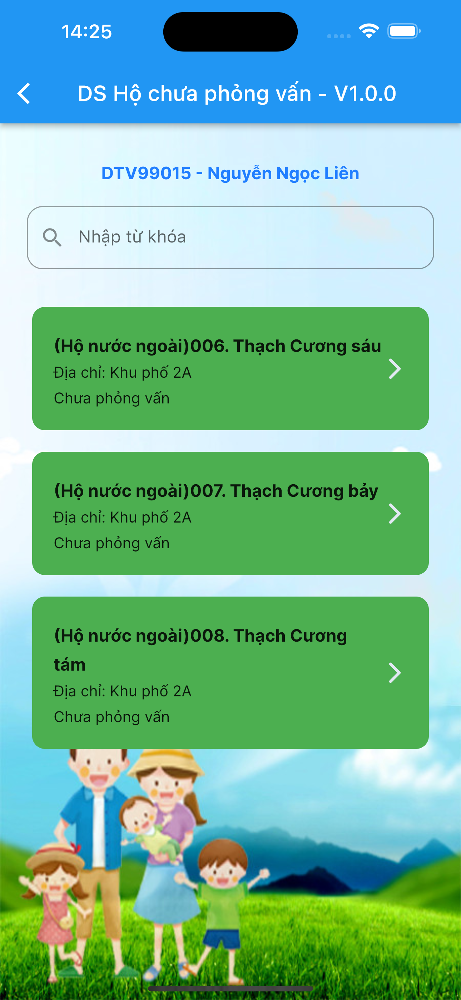 14:25
DS Hộ chưa phỏng vấn - V1.0.0
DTV99015 - Nguyễn Ngọc Liên
Nhập từ khóa
(Hộ nước ngoài)006. Thạch Cương sáu
Địa chỉ: Khu phố 2A
Chưa phỏng vấn
(Hộ nước ngoài)007. Thạch Cương bảy
Địa chỉ: Khu phố 2A
Chưa phỏng vấn
(Hộ nước ngoài)008. Thạch Cương
tám
Địa chỉ: Khu phố 2A
Chưa phỏng vấn